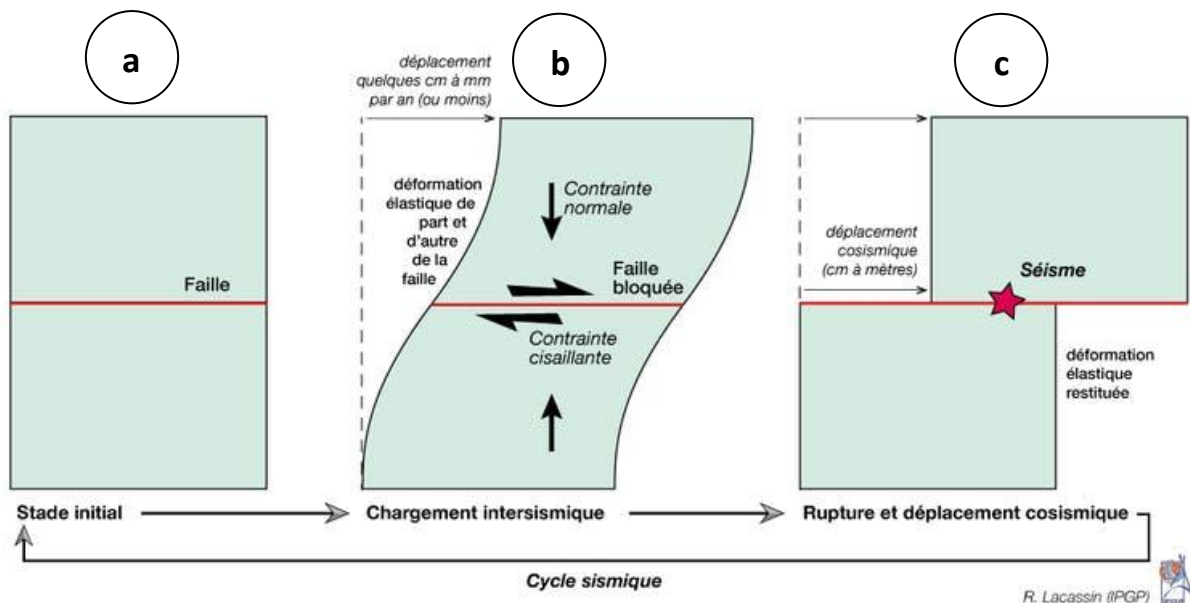 a
b
c
déplacement
quelques cm à mm
par an (ou moins)
Faille
déformation
élastique de
part et
d'autre
de la
faille
Contrainte
normale
Faille
bloquée
Contrainte
cisaillante
déplacement
cosismique
(cm à mètres)
Séisme
déformation
élastique
restituée
Stade initial
Chargement intersismique
Rupture et déplacement cosismique
Cycle sismique
R. Lacassin (IPGP)